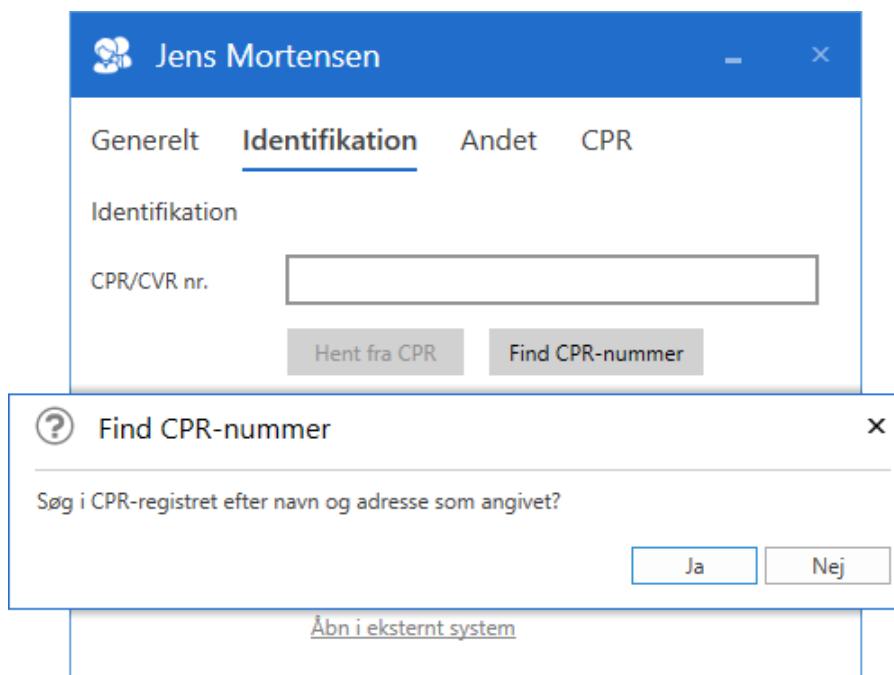 Jens Mortensen
Generelt Identifikation Andet CPR
Identifikation
CPR/CVR nr.
Hent fra CPR Find CPR-nummer
Find CPR-nummer
Søg i CPR-registret efter navn og adresse som angivet?
Ja Nej
Åbn i eksternt system